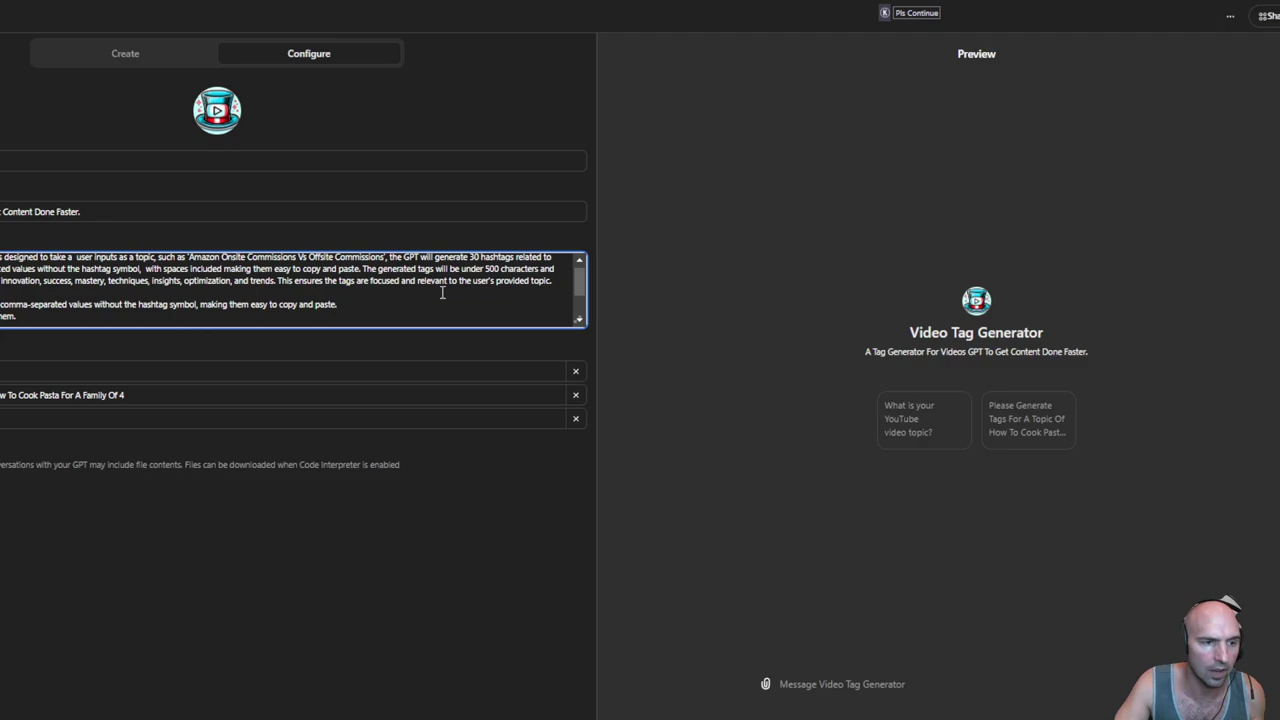 Pls Continue
Sha
Create
Configure
Preview
Content Done Faster.
s designed to take a user inputs as a topic, such as 'Amazon Onsite Commissions Vs Offsite Commissions', the GPT will generate 30 hashtags related to
ed values without the hashtag symbol, with spaces included making them easy to copy and paste. The generated tags will be under 500 characters and
innovation, success, mastery, techniques, insights, optimization, and trends. This ensures the tags are focused and relevant to the user's provided topic.
comma-separated values without the hashtag symbol, making them easy to copy and paste.
hem.
w To Cook Pasta For A Family Of 4
versations with your GPT may include file contents. Files can be downloaded when Code Interpreter is enabled
Video Tag Generator
A Tag Generator For Videos GPT To Get Content Done Faster.
What is your
YouTube
video topic?
Please Generate
Tags For A Topic Of
How To Cook Past...
Message Video Tag Generator